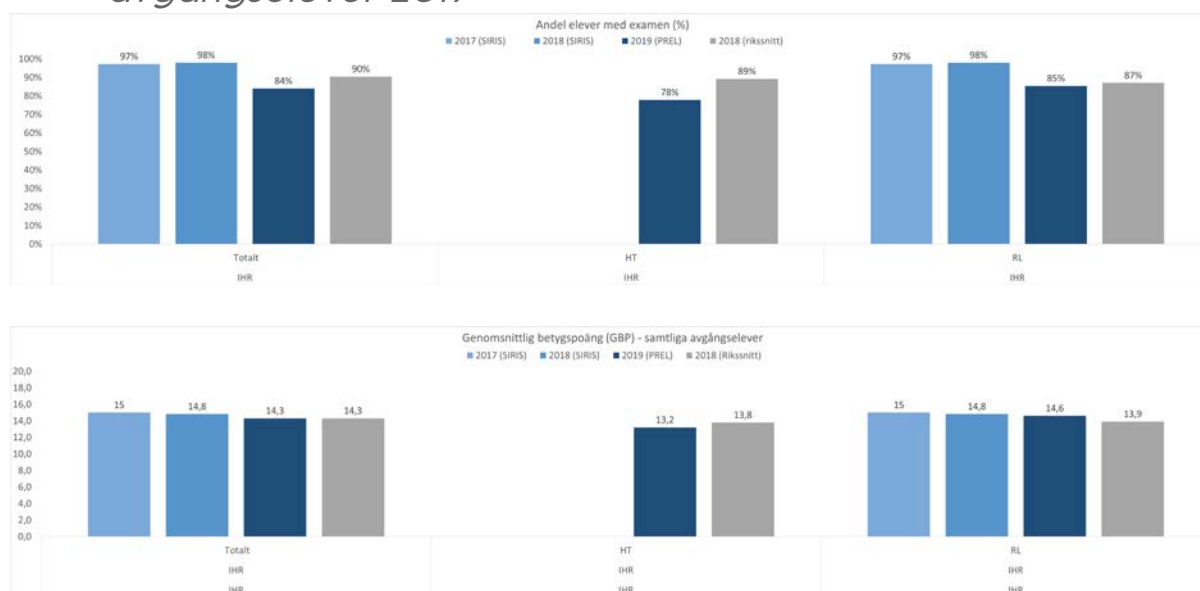 avgångselever 2019
Andel elever med examen (%)
2017 (SIRIS) 2018 (SIRIS) 2019 (PREL) 2018 (rikssnitt)
100%
90%
80%
70%
60%
50%
40%
30%
20%
10%
0%
97% 98% 84% 90% 78% 89% 97% 98% 85% 87%
Totalt HT RL
IHR IHR IHR
Genomsnittlig betygspoäng (GBP) - samtliga avgångselever
2017 (SIRIS) 2018 (SIRIS) 2019 (PREL) 2018 (Rikssnitt)
20,0
18,0
16,0
14,0
12,0
10,0
8,0
6,0
4,0
2,0
0,0
15 14,8 14,3 14,3 13,2 13,8 15 14,8 14,6 13,9
Totalt HT RL
IHR IHR IHR
IHR IHR IHR